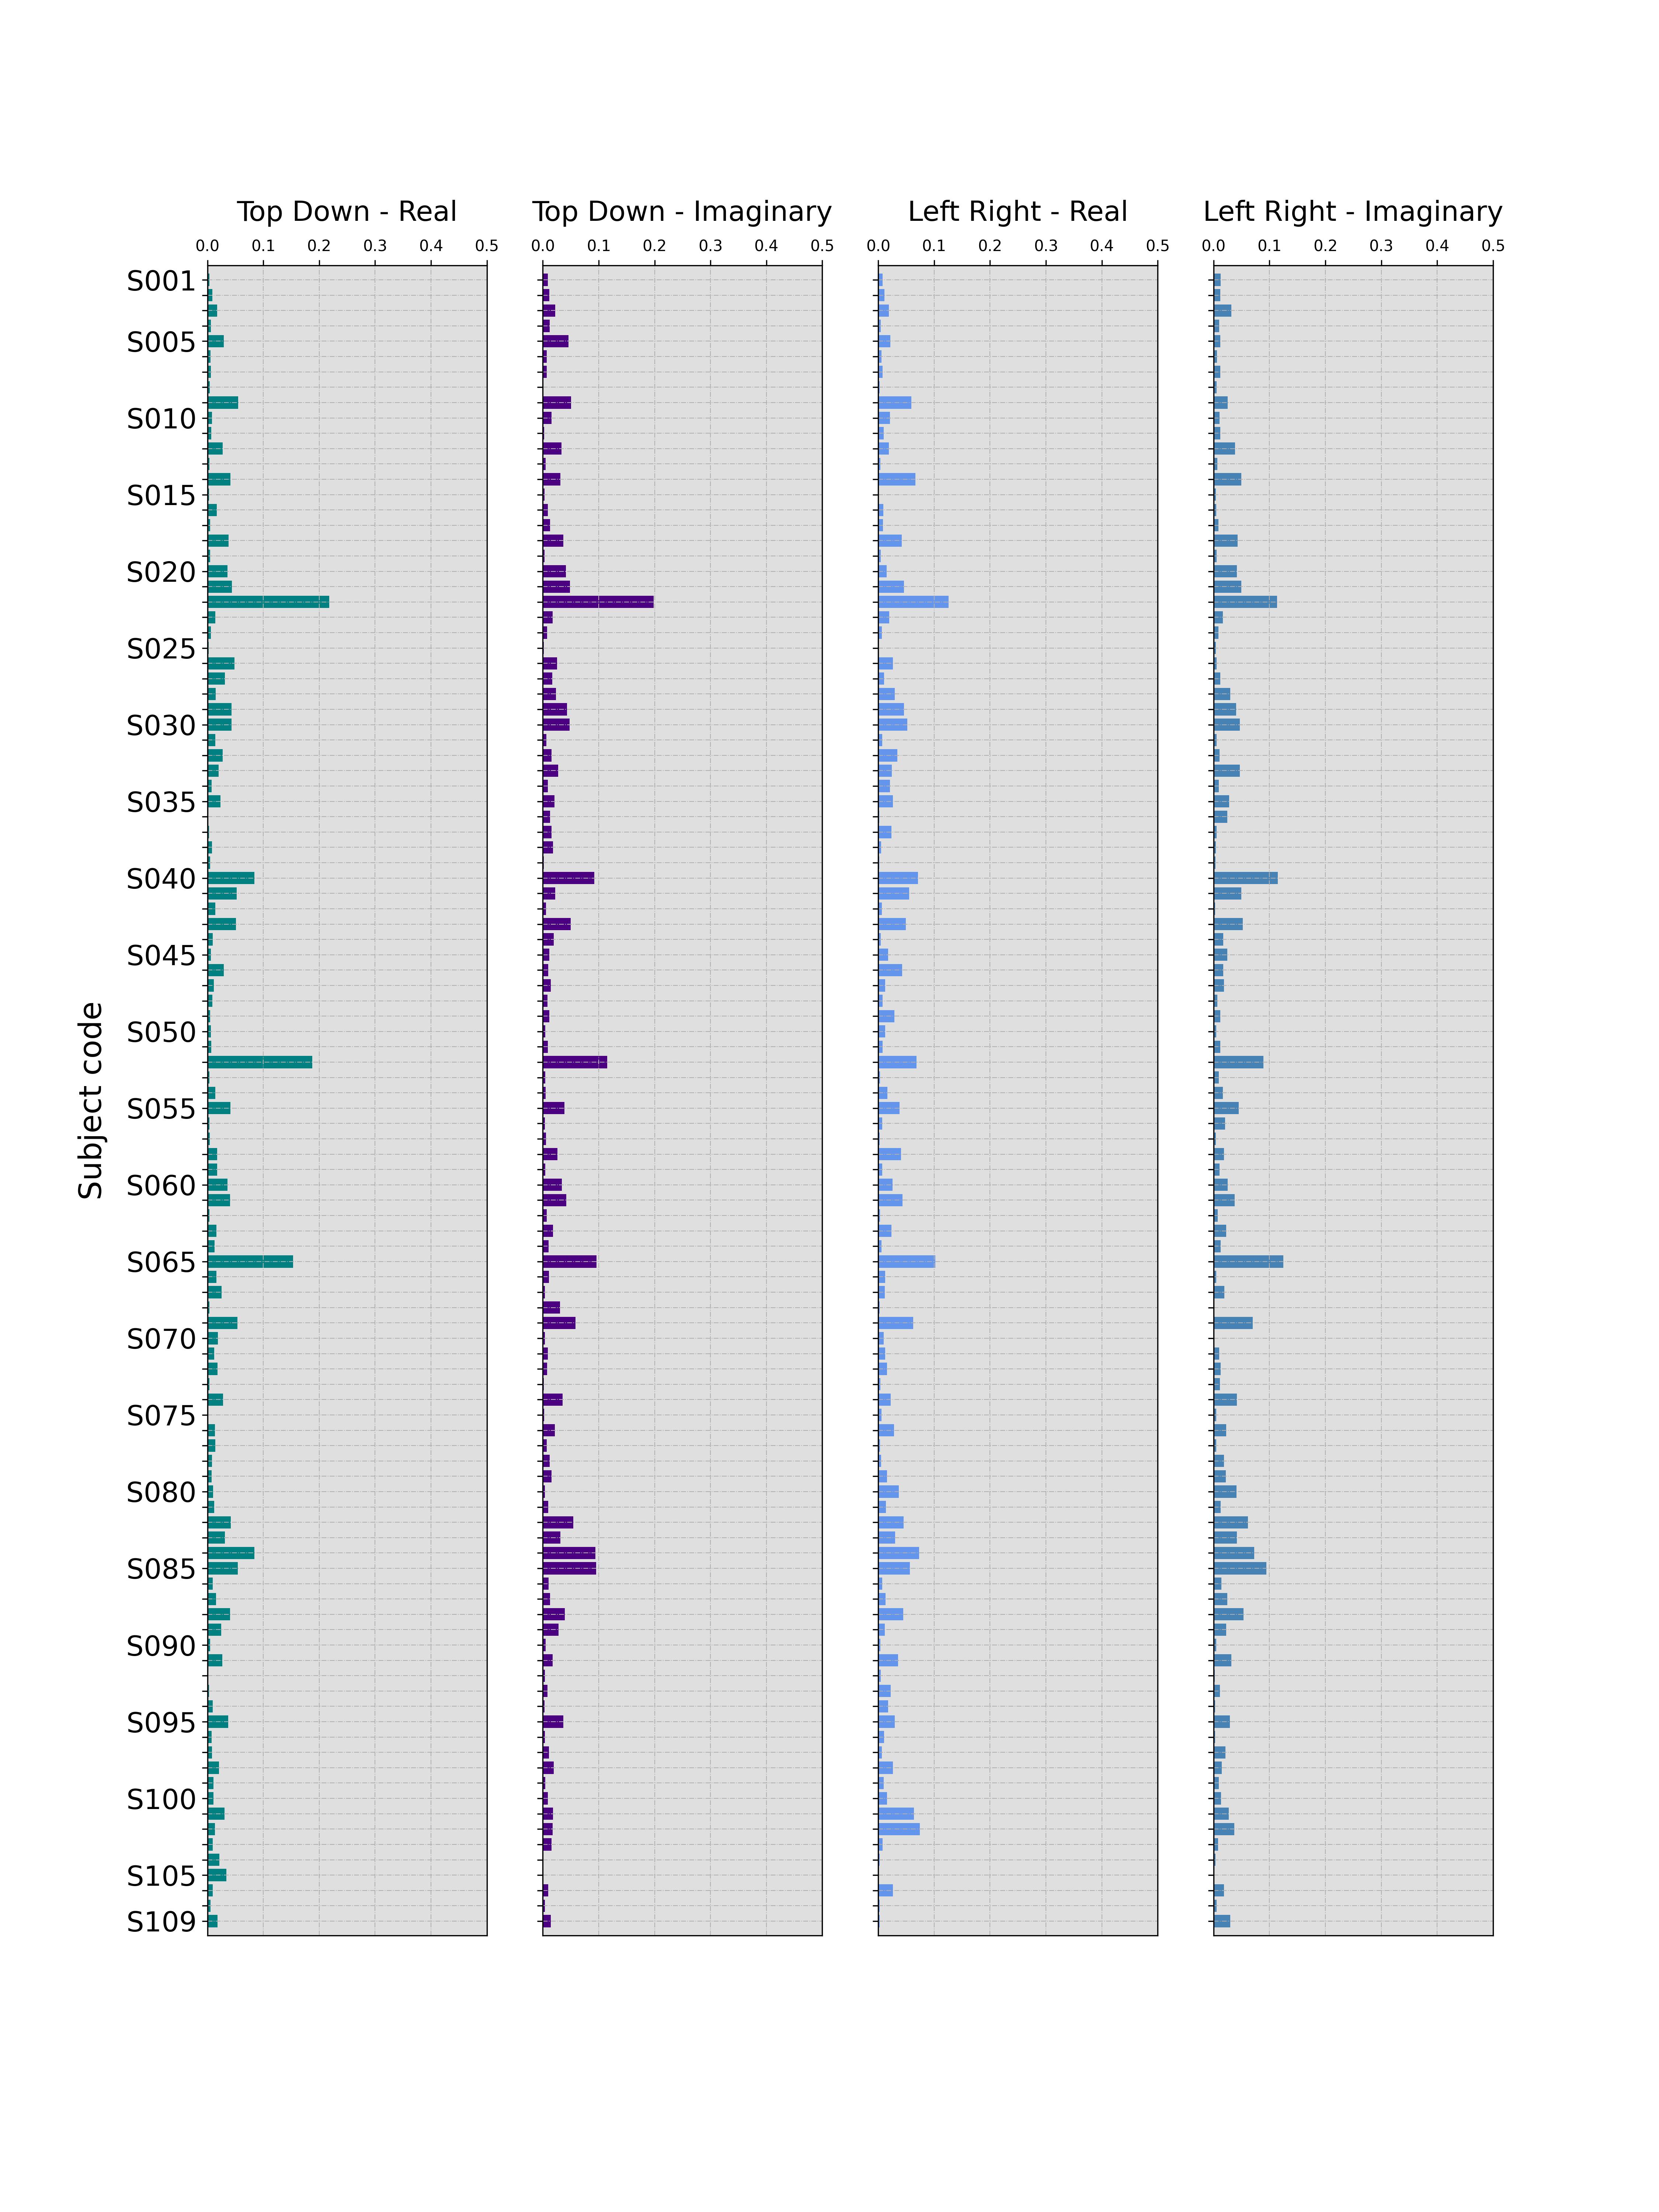 Top Down - Real
Top Down - Imaginary
Left Right - Real
Left Right - Imaginary
0.0 0.1 0.2 0.3 0.4 0.5
0.0 0.1 0.2 0.3 0.4 0.5
0.0 0.1 0.2 0.3 0.4 0.5
0.0 0.1 0.2 0.3 0.4 0.5
Subject code
S001
S005
S010
S015
S020
S025
S030
S035
S040
S045
S050
S055
S060
S065
S070
S075
S080
S085
S090
S095
S100
S105
S109